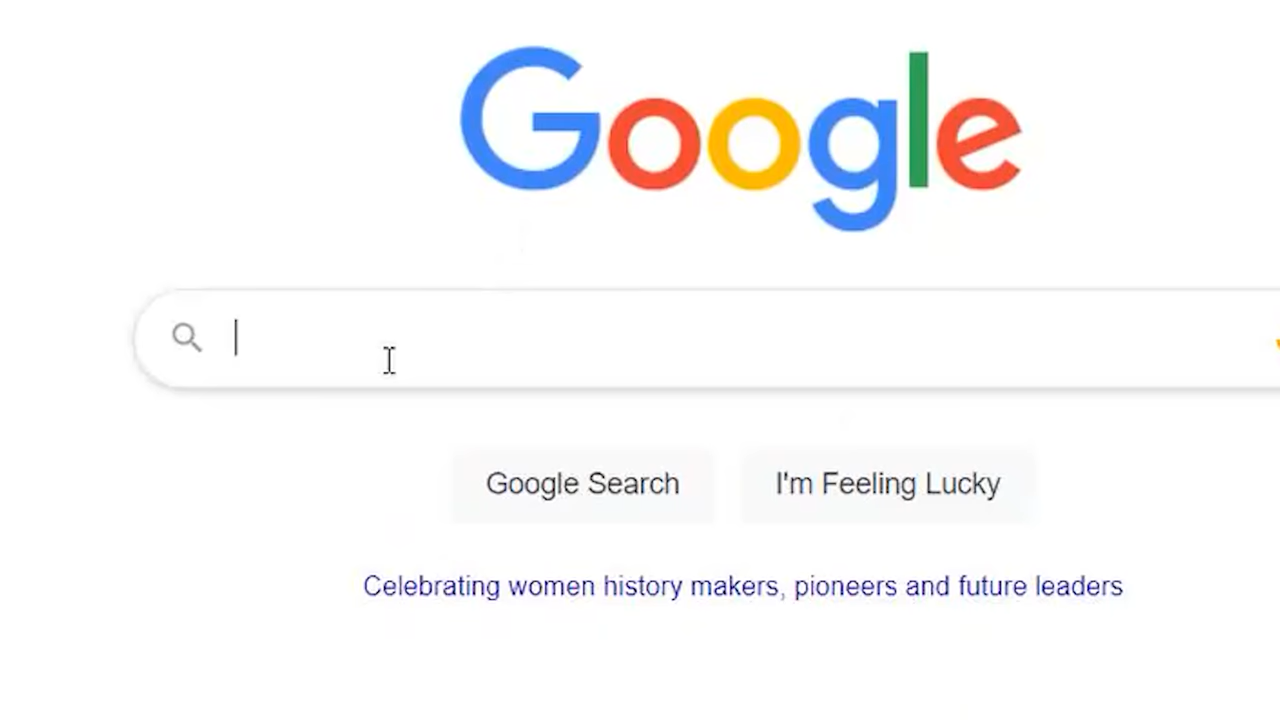 Google
Google Search
I'm Feeling Lucky
Celebrating women history makers, pioneers and future leaders